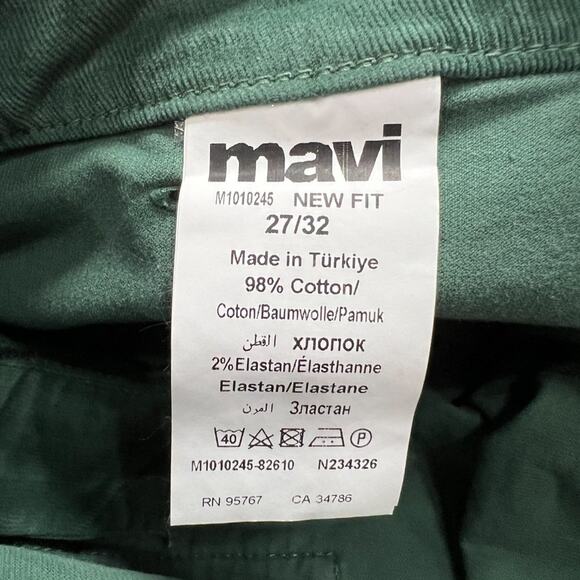 mavi
M1010245 NEW FIT
27/32
Made in Türkiye
98% Cotton/
Coton/Baumwolle/Pamuk
القطن хлопок
2%Elastan/Élasthanne
Elastan/Elastane
المرن Эластан
40 P
M1010245-82610 N234326
RN 95767 CA 34786